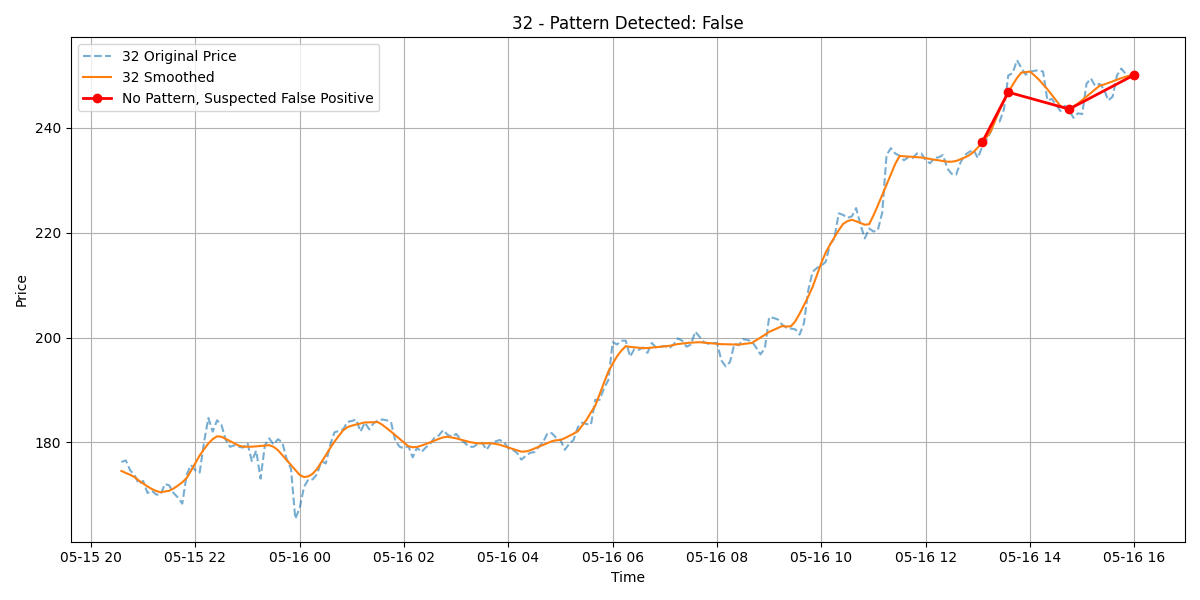 32 - Pattern Detected: False
32 Original Price
32 Smoothed
No Pattern, Suspected False Positive
Price
240
220
200
180
05-15 20
05-15 22
05-16 00
05-16 02
05-16 04
05-16 06
05-16 08
05-16 10
05-16 12
05-16 14
05-16 16
Time